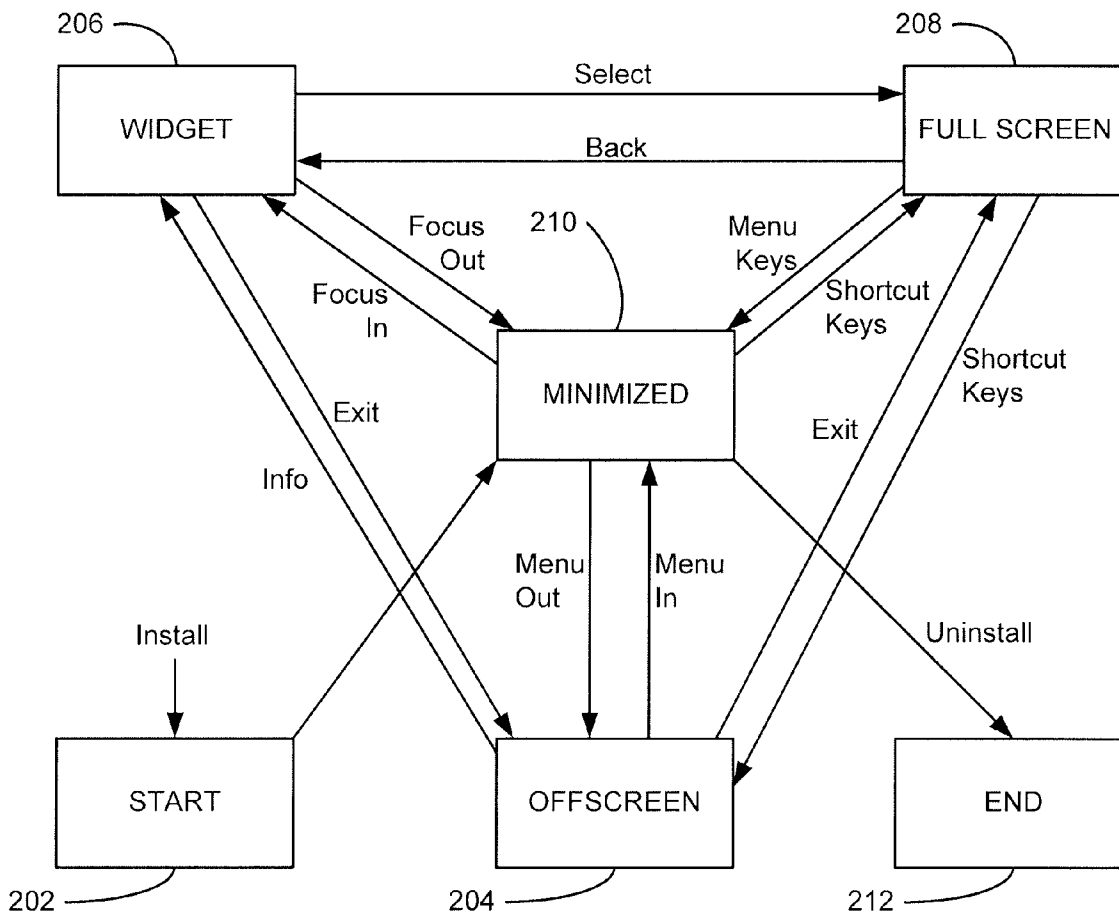 206
208
Select
WIDGET
FULL SCREEN
Back
Focus
Out
210
Menu
Keys
Focus
In
Shortcut
Keys
Shortcut
Keys
MINIMIZED
Exit
Exit
Info
Menu
Out
Menu
In
Install
Uninstall
START
OFFSCREEN
END
202
204
212